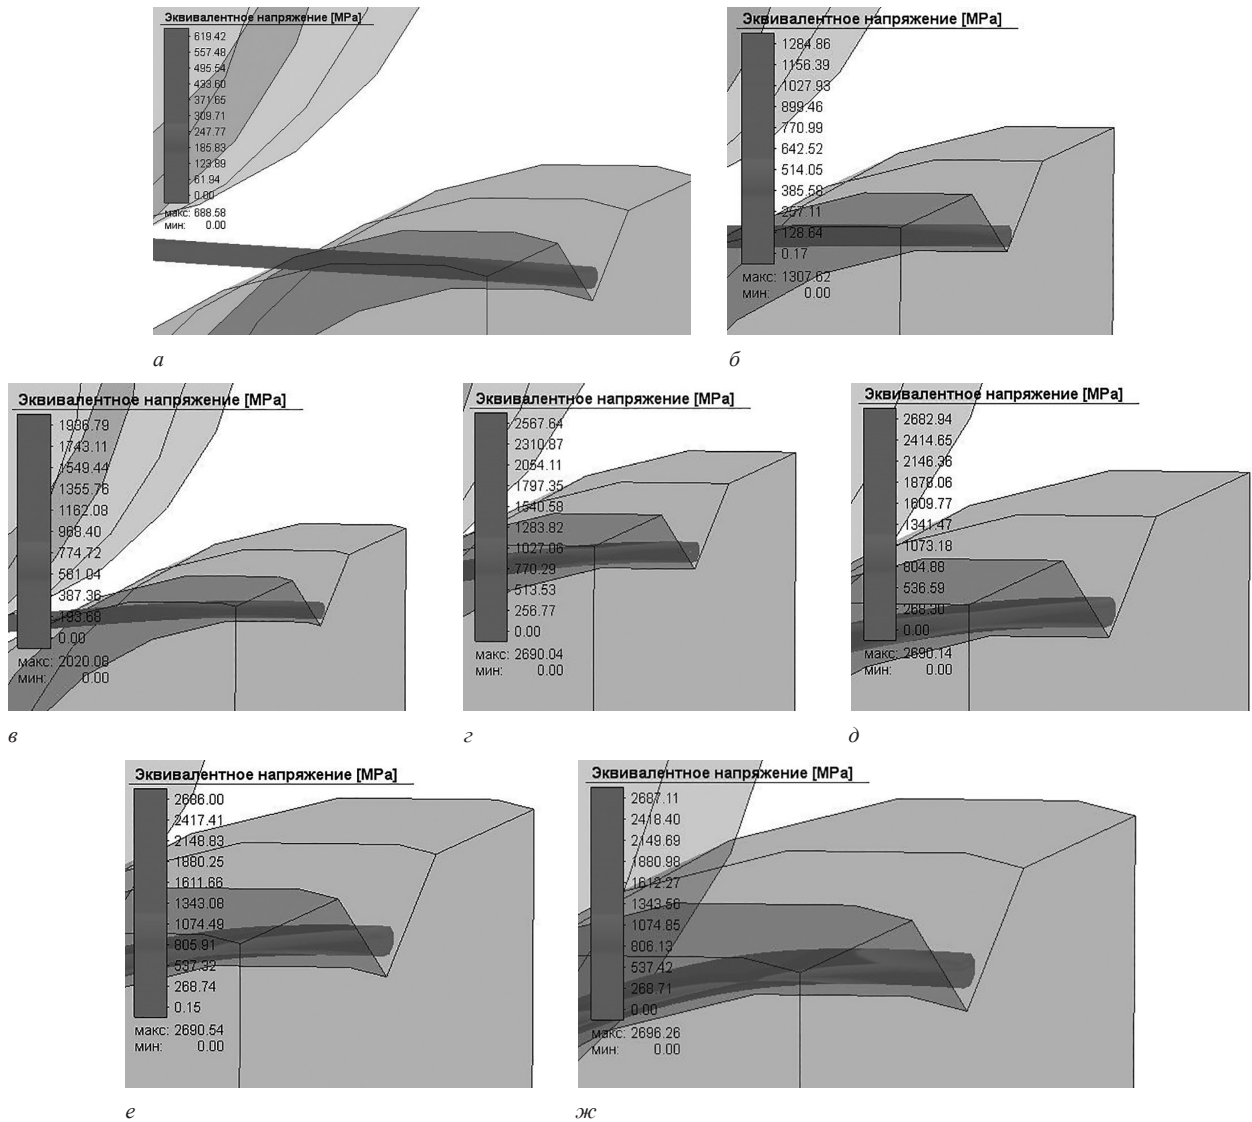 Эквивалентное напряжение [MPa]
619.42
557.48
495.54
433.60
371.65
309.71
247.77
185.83
123.89
61.94
0.00
макс: 688.58
мин: 0.00
а
Эквивалентное напряжение [MPa]
1284.86
1156.39
1027.93
899.46
770.99
642.52
514.05
385.58
257.11
128.64
0.17
макс: 1307.62
мин: 0.00
б
Эквивалентное напряжение [MPa]
1936.79
1743.11
1549.44
1355.76
1162.08
968.40
774.72
581.04
387.36
193.68
0.00
макс: 2020.08
мин: 0.00
в
Эквивалентное напряжение [MPa]
2567.64
2310.87
2054.11
1797.35
1540.58
1283.82
1027.06
770.29
513.53
256.77
0.00
макс: 2690.04
мин: 0.00
г
Эквивалентное напряжение [MPa]
2682.94
2414.65
2146.36
1878.06
1609.77
1341.47
1073.18
804.88
536.59
268.30
0.00
макс: 2690.14
мин: 0.00
д
Эквивалентное напряжение [MPa]
2686.00
2417.41
2148.83
1880.25
1611.66
1343.08
1074.49
805.91
537.32
268.74
0.15
макс: 2690.54
мин: 0.00
е
Эквивалентное напряжение [MPa]
2687.11
2418.40
2149.69
1880.98
1612.27
1343.56
1074.85
806.13
537.42
268.71
0.00
макс: 2696.26
мин: 0.00
ж